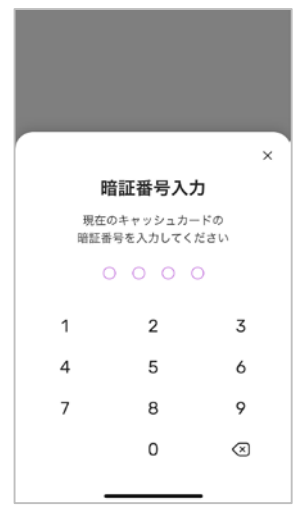 ×
暗証番号入力
現在のキャッシュカードの
暗証番号を入力してください
1 2 3
4 5 6
7 8 9
0